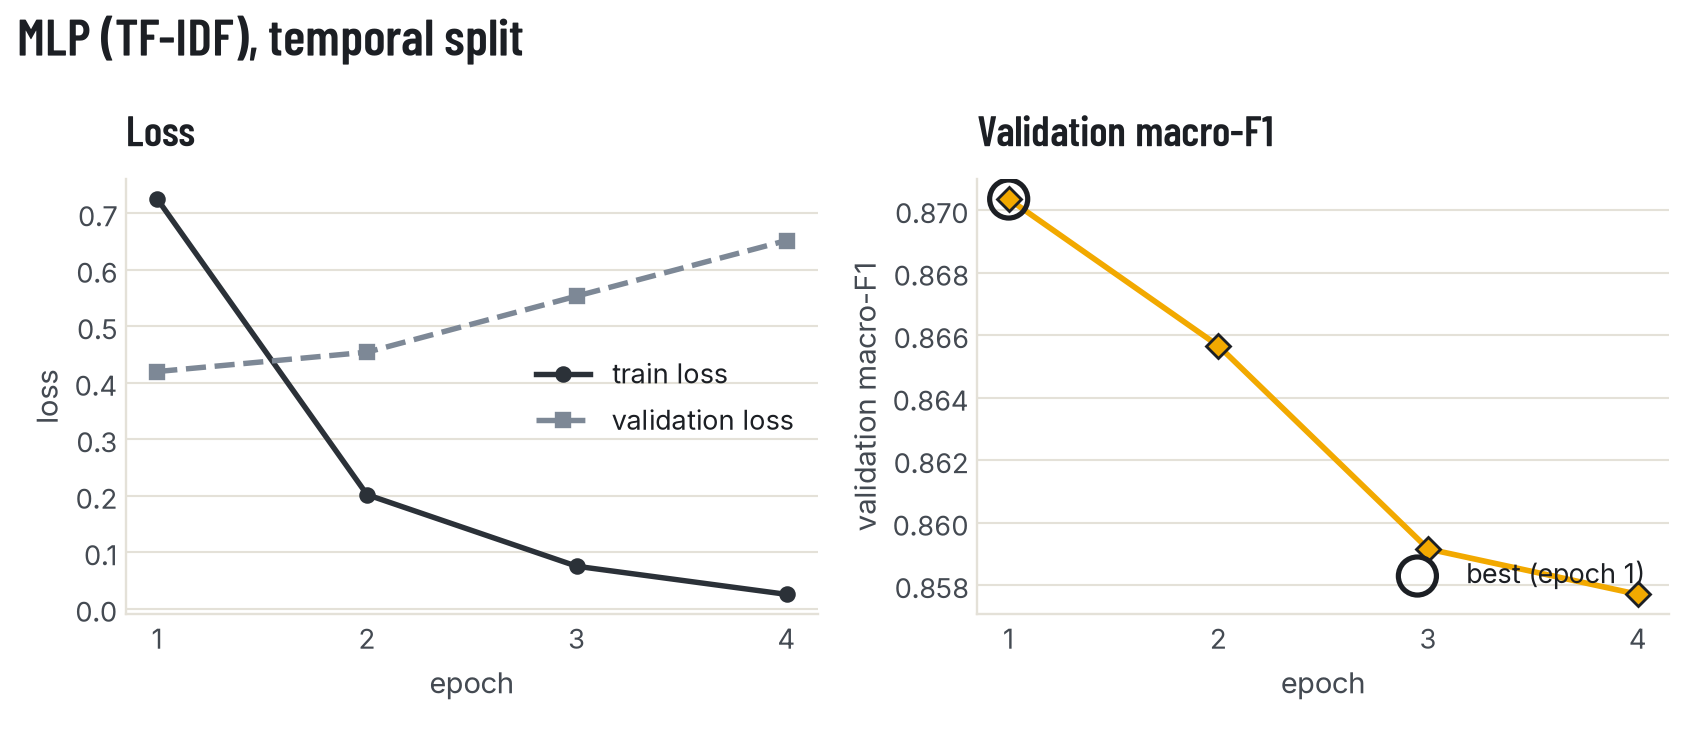 MLP (TF-IDF), temporal split
Loss
loss
0.7
0.6
0.5
0.4
0.3
0.2
0.1
0.0
train loss
validation loss
1 2 3 4
epoch
Validation macro-F1
validation macro-F1
0.870
0.868
0.866
0.864
0.862
0.860
0.858
best (epoch 1)
1 2 3 4
epoch